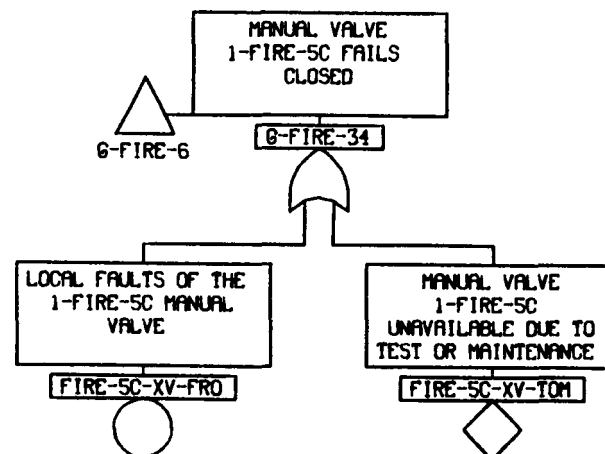 MANUAL VALVE
1-FIRE-5C FAILS
CLOSED
G-FIRE-6
G-FIRE-34
LOCAL FAULTS OF THE
1-FIRE-5C MANUAL
VALVE
MANUAL VALVE
1-FIRE-5C
UNAVAILABLE DUE TO
TEST OR MAINTENANCE
FIRE-5C-XV-FRO
FIRE-5C-XV-TOM